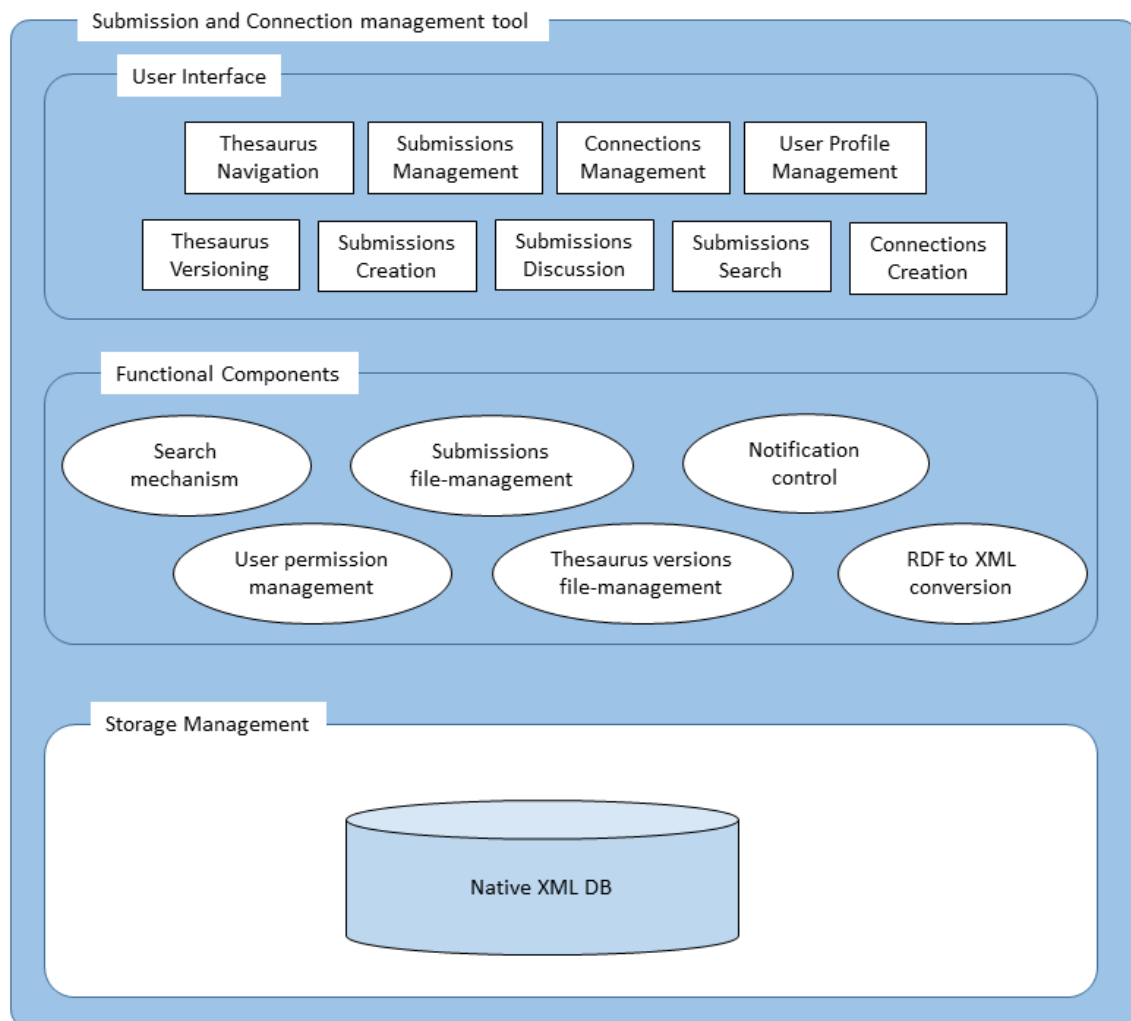 Submission and Connection management tool
User Interface
Thesaurus
Navigation
Submissions
Management
Connections
Management
User Profile
Management
Thesaurus
Versioning
Submissions
Creation
Submissions
Discussion
Submissions
Search
Connections
Creation
Functional Components
Search
mechanism
Submissions
file-management
Notification
control
User permission
management
Thesaurus versions
file-management
RDF to XML
conversion
Storage Management
Native XML DB